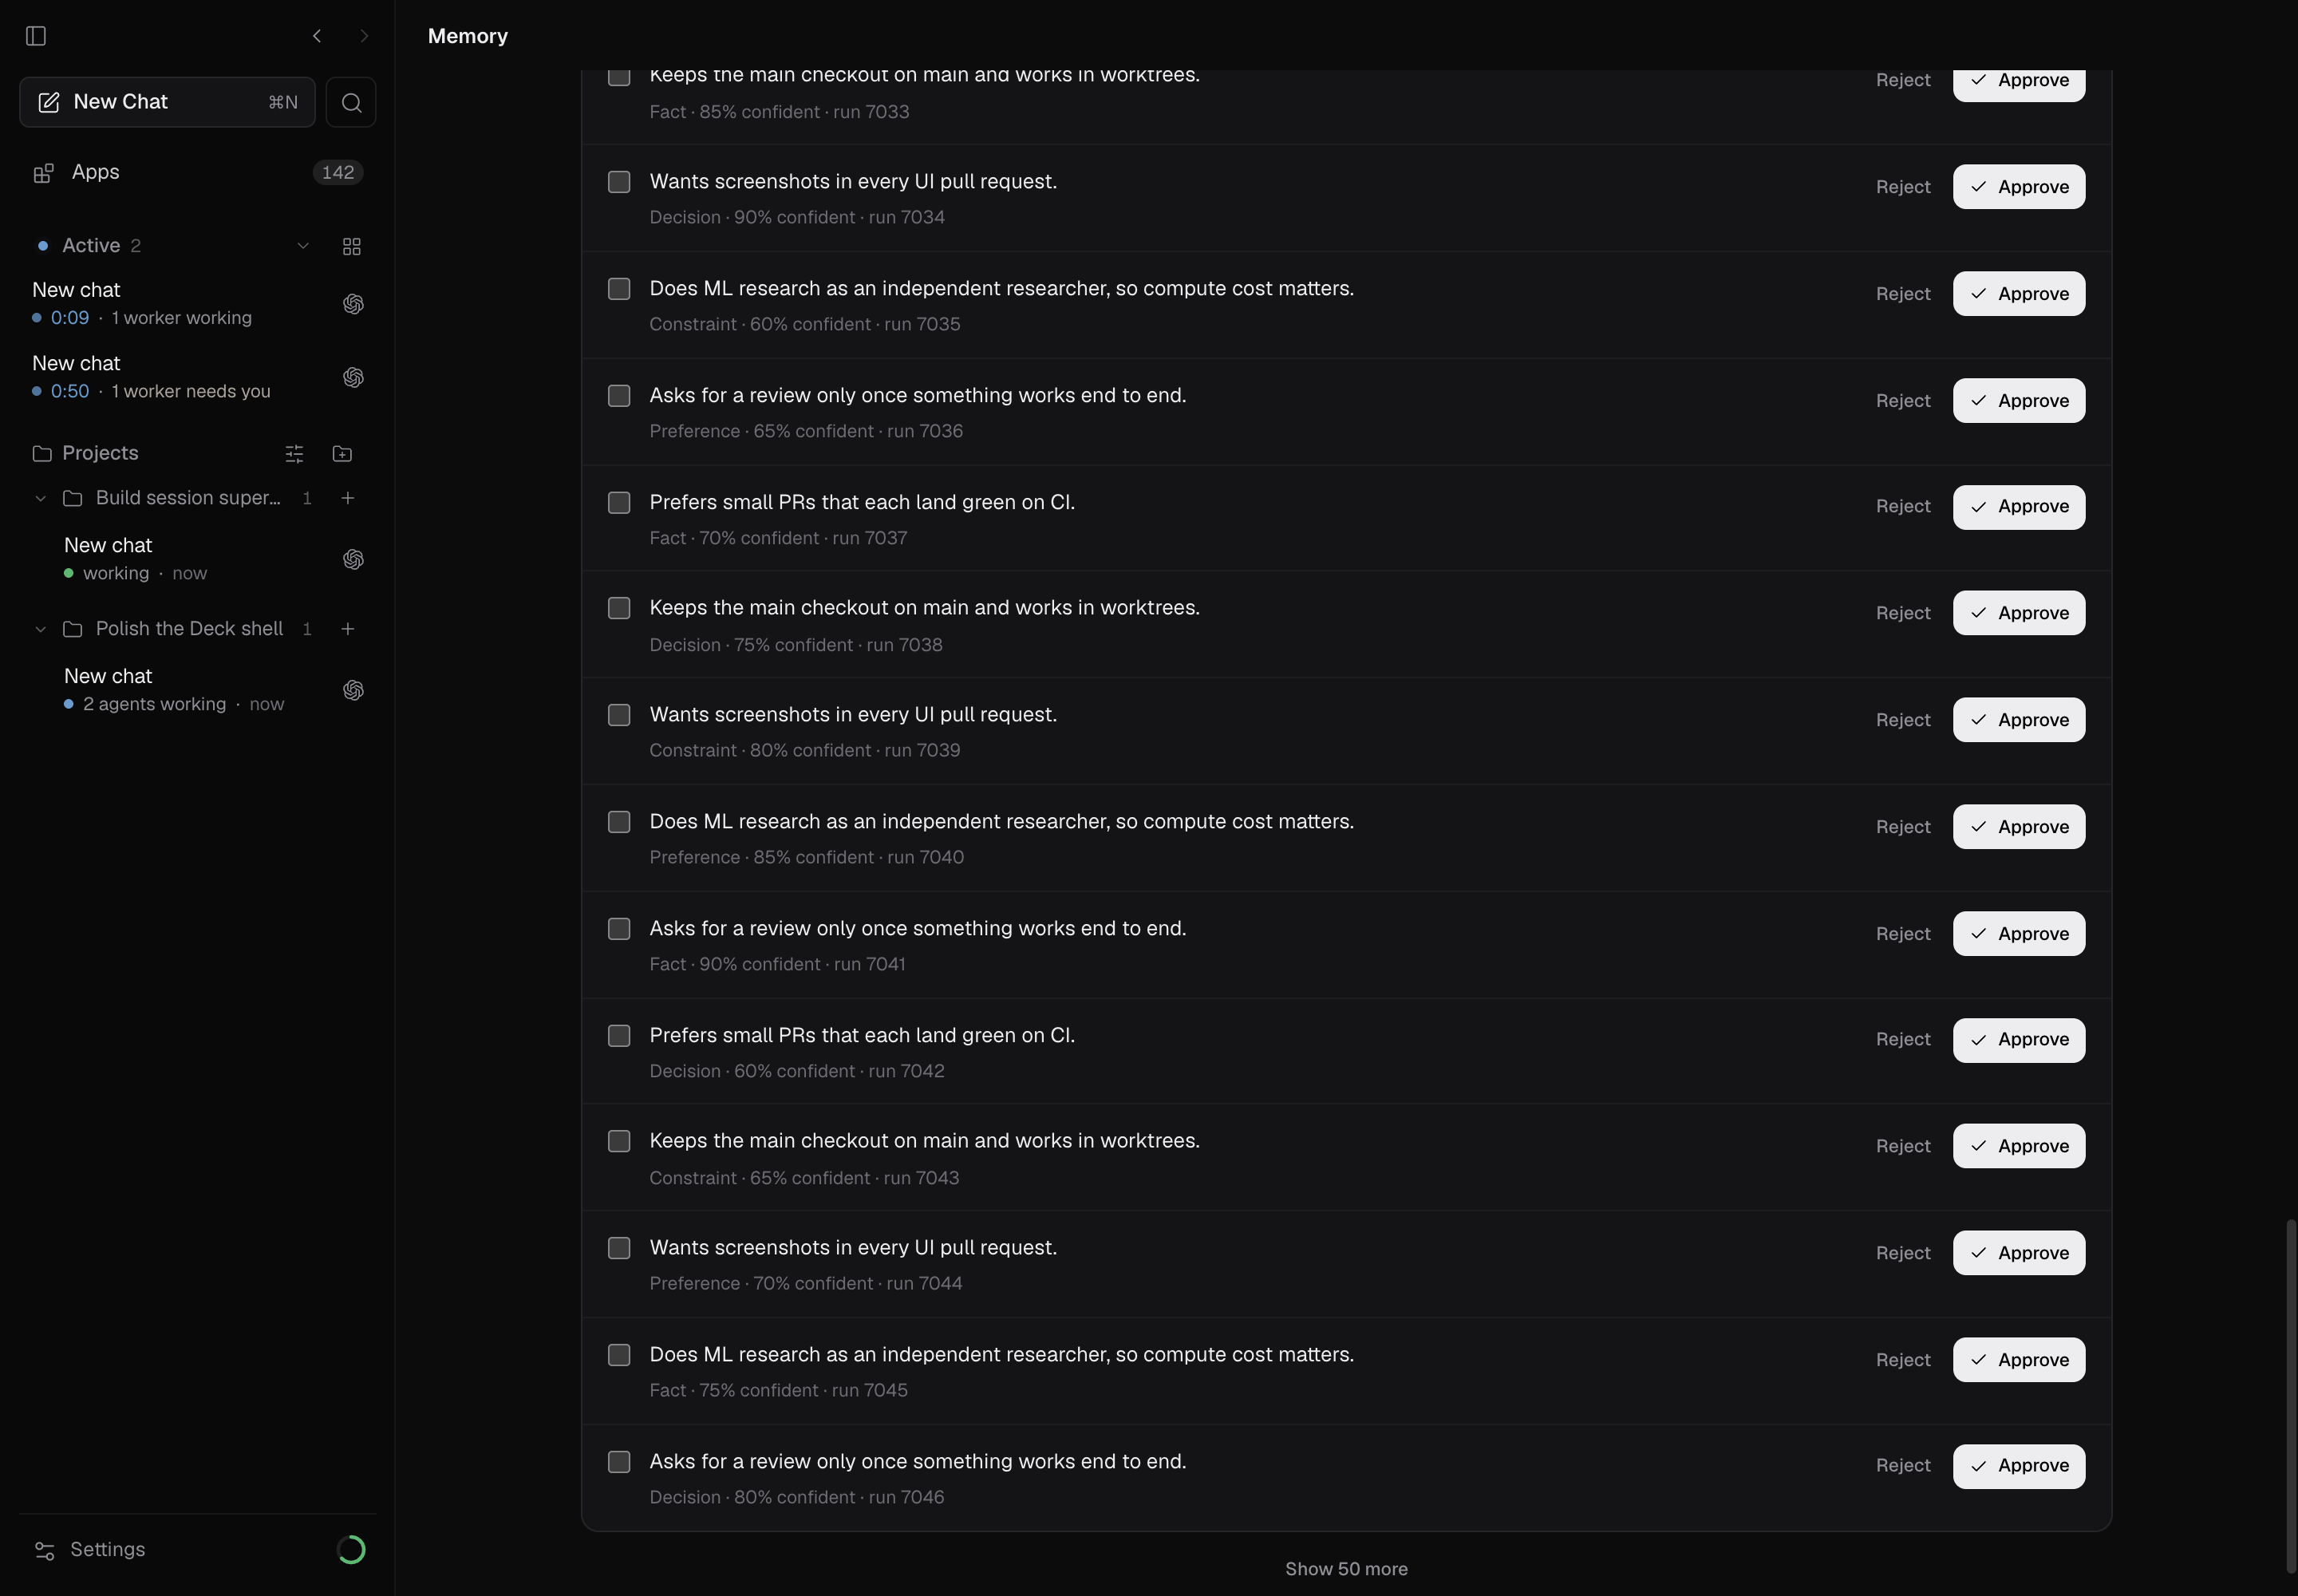 Memory
New Chat ⌘N
Apps 142
Active 2
New chat
0:09 · 1 worker working
New chat
0:50 · 1 worker needs you
Projects
Build session super... 1
New chat
working · now
Polish the Deck shell 1
New chat
2 agents working · now
Settings
Keeps the main checkout on main and works in worktrees.
Fact · 85% confident · run 7033
Reject Approve
Wants screenshots in every UI pull request.
Decision · 90% confident · run 7034
Reject Approve
Does ML research as an independent researcher, so compute cost matters.
Constraint · 60% confident · run 7035
Reject Approve
Asks for a review only once something works end to end.
Preference · 65% confident · run 7036
Reject Approve
Prefers small PRs that each land green on CI.
Fact · 70% confident · run 7037
Reject Approve
Keeps the main checkout on main and works in worktrees.
Decision · 75% confident · run 7038
Reject Approve
Wants screenshots in every UI pull request.
Constraint · 80% confident · run 7039
Reject Approve
Does ML research as an independent researcher, so compute cost matters.
Preference · 85% confident · run 7040
Reject Approve
Asks for a review only once something works end to end.
Fact · 90% confident · run 7041
Reject Approve
Prefers small PRs that each land green on CI.
Decision · 60% confident · run 7042
Reject Approve
Keeps the main checkout on main and works in worktrees.
Constraint · 65% confident · run 7043
Reject Approve
Wants screenshots in every UI pull request.
Preference · 70% confident · run 7044
Reject Approve
Does ML research as an independent researcher, so compute cost matters.
Fact · 75% confident · run 7045
Reject Approve
Asks for a review only once something works end to end.
Decision · 80% confident · run 7046
Reject Approve
Show 50 more